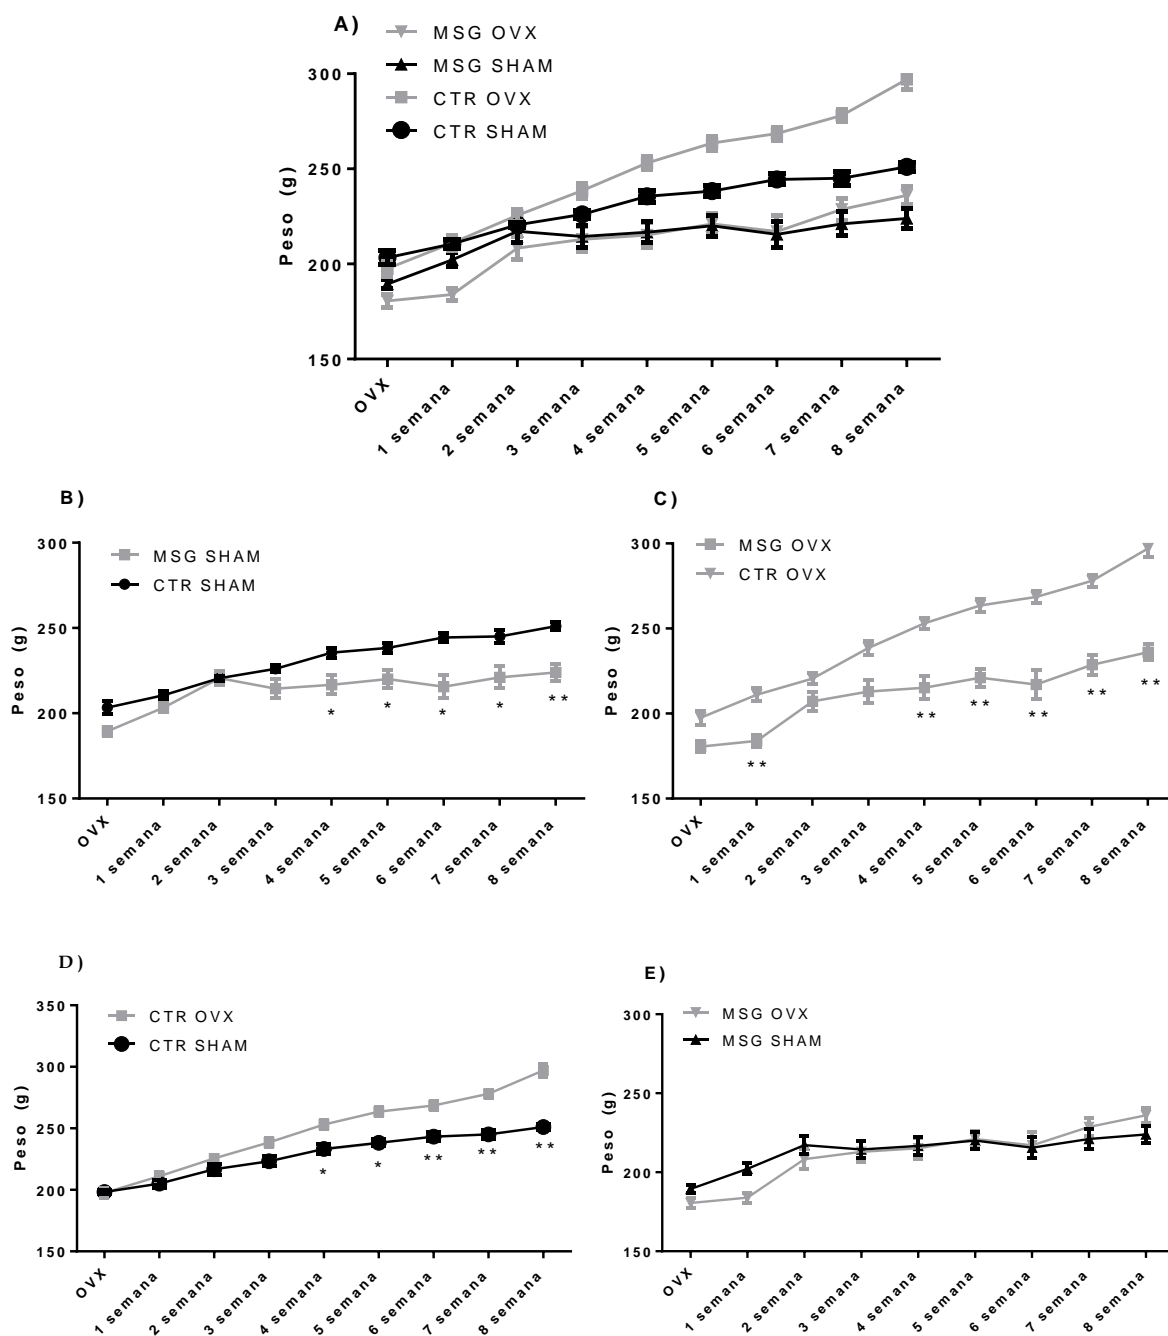 A)
MSG OVX
MSG SHAM
CTR OVX
CTR SHAM
Peso (g)
300
250
200
150
OVX
1 semana
2 semana
3 semana
4 semana
5 semana
6 semana
7 semana
8 semana
B)
MSG SHAM
CTR SHAM
Peso (g)
300
250
200
150
*
*
*
*
**
OVX
1 semana
2 semana
3 semana
4 semana
5 semana
6 semana
7 semana
8 semana
C)
MSG OVX
CTR OVX
Peso (g)
300
250
200
150
**
**
**
**
**
**
OVX
1 semana
2 semana
3 semana
4 semana
5 semana
6 semana
7 semana
8 semana
D)
CTR OVX
CTR SHAM
Peso (g)
350
300
250
200
150
*
*
**
**
**
OVX
1 semana
2 semana
3 semana
4 semana
5 semana
6 semana
7 semana
8 semana
E)
MSG OVX
MSG SHAM
Peso (g)
300
250
200
150
OVX
1 semana
2 semana
3 semana
4 semana
5 semana
6 semana
7 semana
8 semana